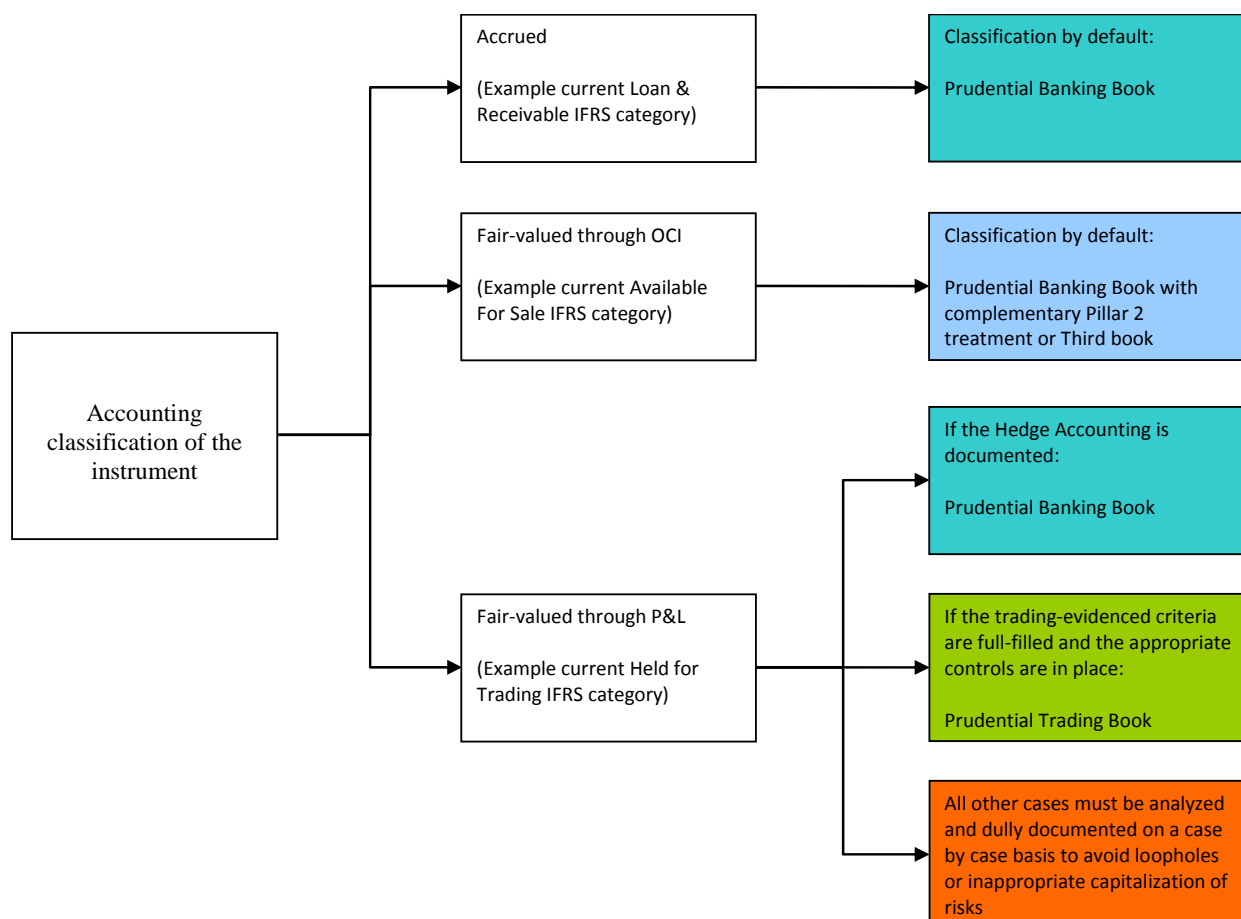 Accounting
classification of the
instrument
Accrued
(Example current Loan &
Receivable IFRS category)
Classification by default:
Prudential Banking Book
Fair-valued through OCI
(Example current Available
For Sale IFRS category)
Classification by default:
Prudential Banking Book with
complementary Pillar 2
treatment or Third book
Fair-valued through P&L
(Example current Held for
Trading IFRS category)
If the Hedge Accounting is
documented:
Prudential Banking Book
If the trading-evidenced criteria
are full-filled and the appropriate
controls are in place:
Prudential Trading Book
All other cases must be analyzed
and dully documented on a case
by case basis to avoid loopholes
or inappropriate capitalization of
risks